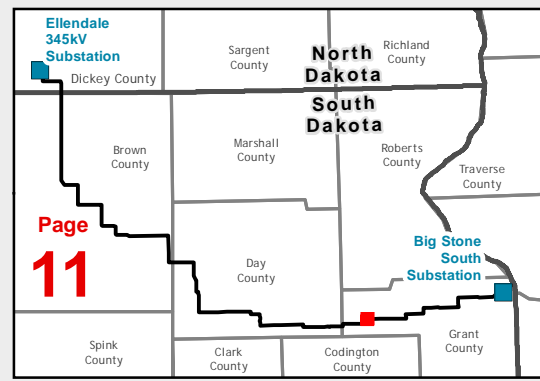 Ellendale
345kV
Substation
Dickey County
Sargent
County
North
Dakota
Richland
County
South
Dakota
Brown
County
Marshall
County
Roberts
County
Traverse
County
Page
11
Day
County
Big Stone
South
Substation
Spink
County
Clark
County
Codington
County
Grant
County